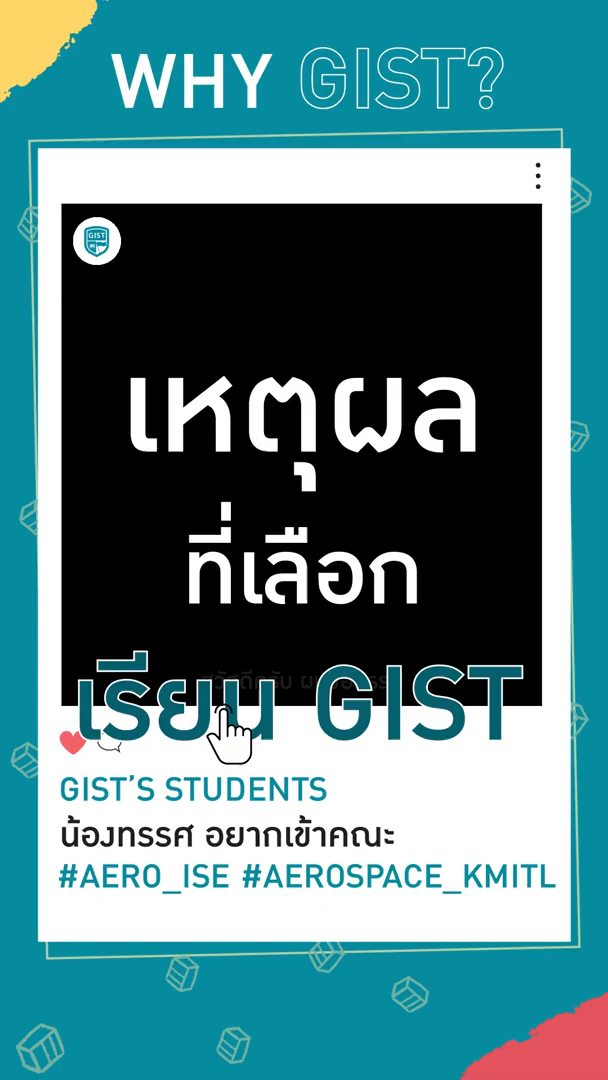 WHY GIST?
GIST
เหตุผล
ที่เลือก
เรียน GIST
GIST'S STUDENTS
น้องทรรศ อยากเข้าคณะ
#AERO_ISE #AEROSPACE_KMITL